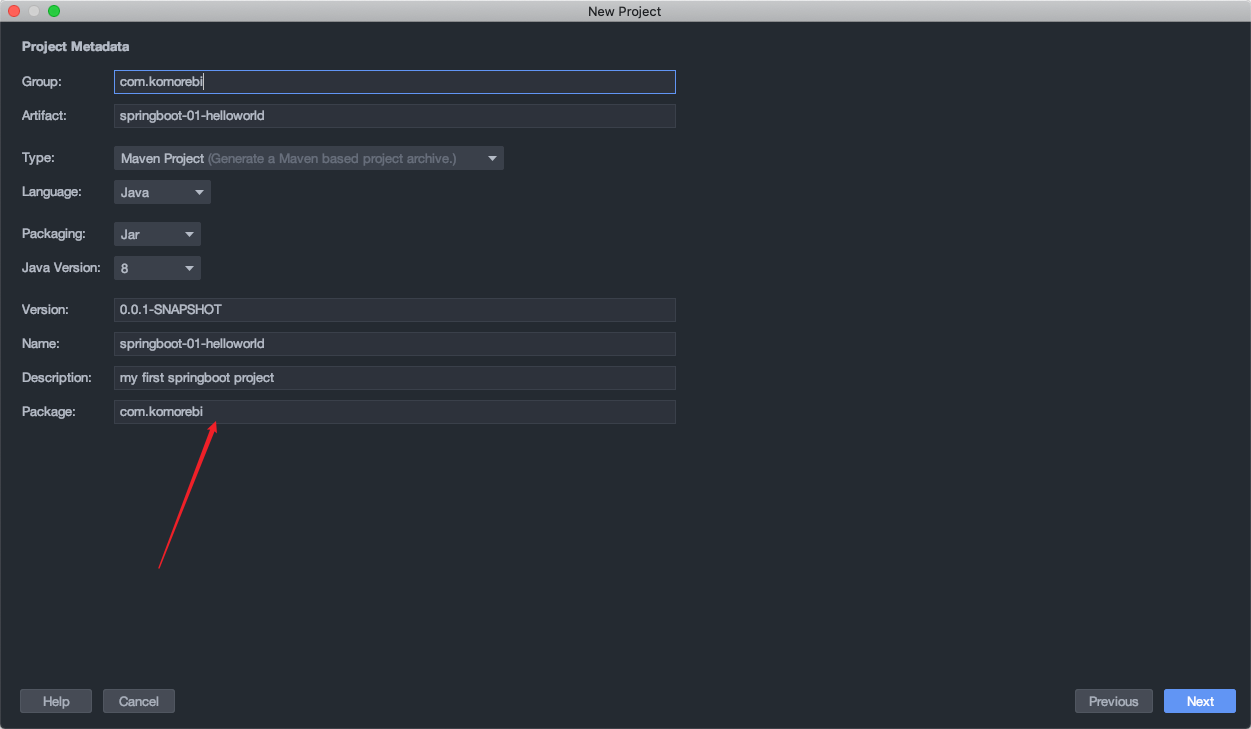 New Project
Project Metadata
Group: com.komorebi
Artifact: springboot-01-helloworld
Type: Maven Project (Generate a Maven based project archive.)
Language: Java
Packaging: Jar
Java Version: 8
Version: 0.0.1-SNAPSHOT
Name: springboot-01-helloworld
Description: my first springboot project
Package: com.komorebi
Help Cancel Previous Next